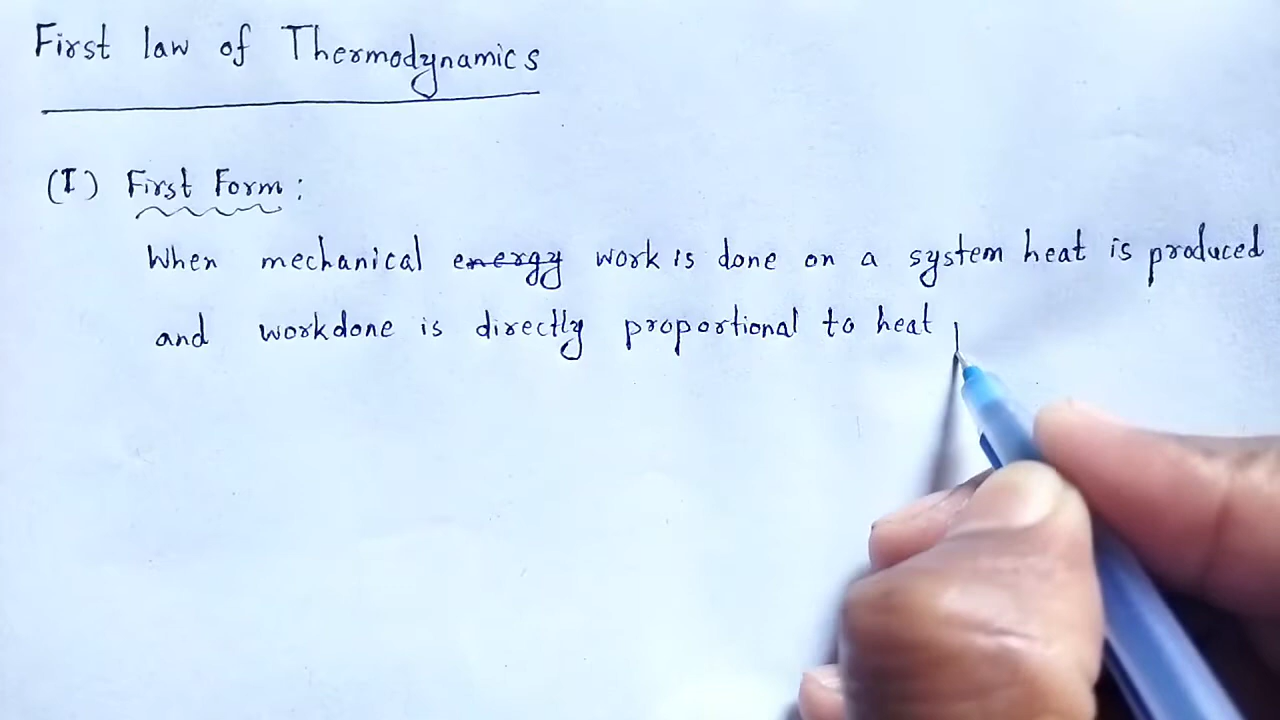 First law of Thermodynamics
(I) First Form :
When mechanical energy work is done on a system heat is produced
and workdone is directly proportional to heat